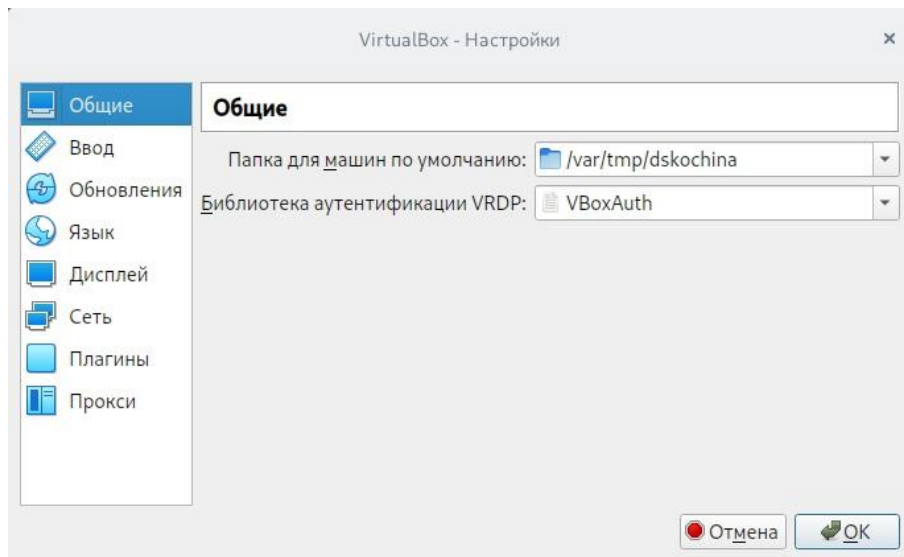 VirtualBox - Настройки
Общие
Ввод
Обновления
Язык
Дисплей
Сеть
Плагины
Прокси
Общие
Папка для машин по умолчанию: /var/tmp/dskochina
Библиотека аутентификации VRDP: VBoxAuth
Отмена
OK